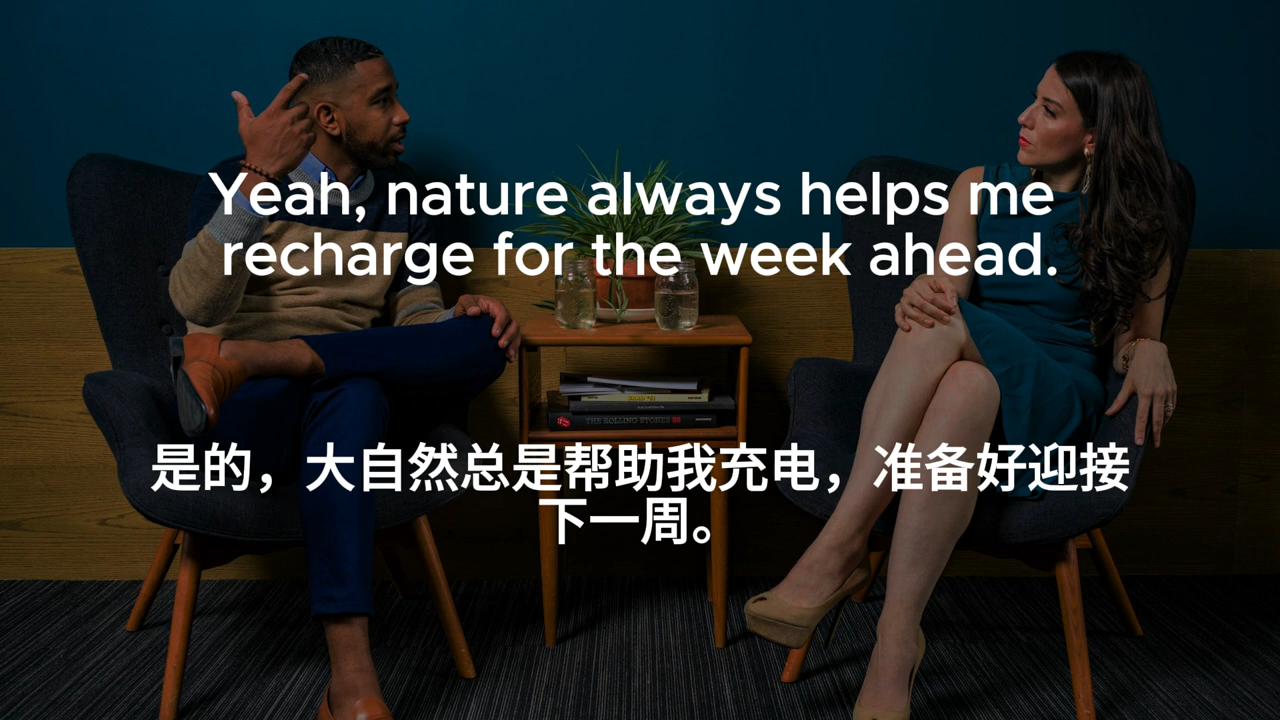 Yeah, nature always helps me
recharge for the week ahead.
THE ROLLING STONES
是的，大自然总是帮助我充电，准备好迎接
下一周。